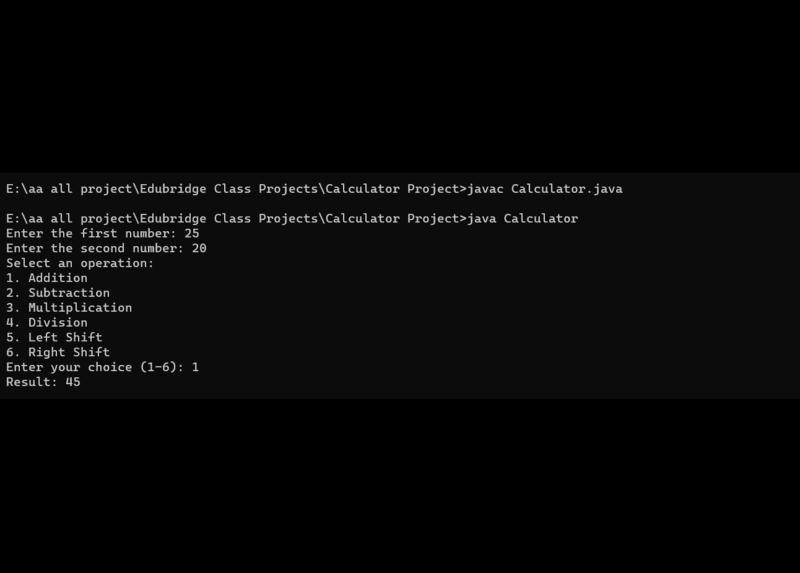 E:\aa all project\Edubridge Class Projects\Calculator Project>javac Calculator.java
E:\aa all project\Edubridge Class Projects\Calculator Project>java Calculator
Enter the first number: 25
Enter the second number: 20
Select an operation:
1. Addition
2. Subtraction
3. Multiplication
4. Division
5. Left Shift
6. Right Shift
Enter your choice (1-6): 1
Result: 45